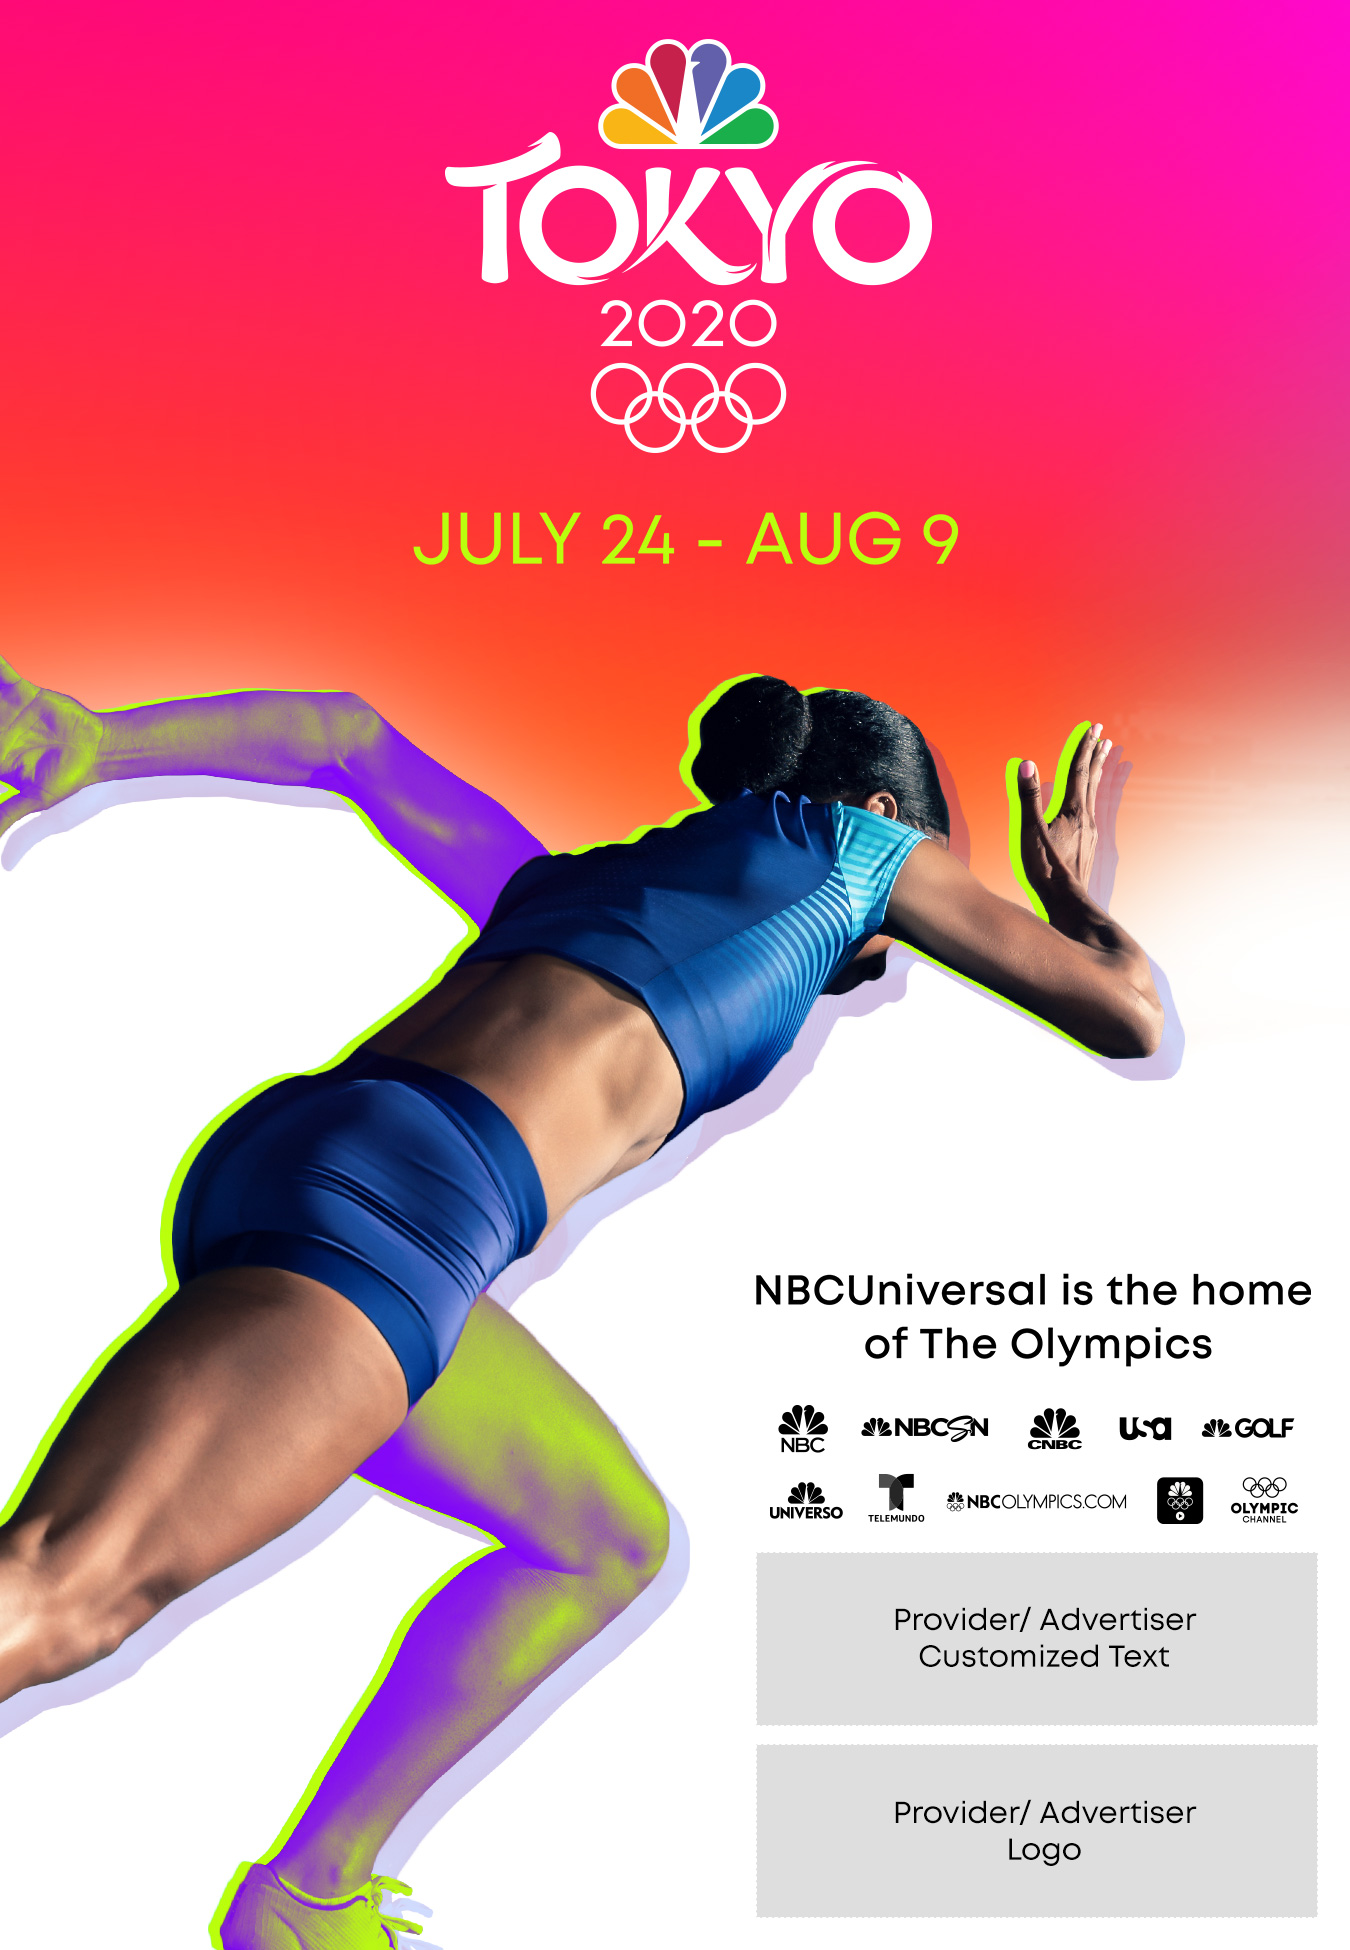 TOKYO
2020
JULY 24 - AUG 9
NBCUniversal is the home
of The Olympics
NBC NBCSN CNBC USA GOLF
UNIVERSO TELEMUNDO NBCOLYMPICS.COM OLYMPIC CHANNEL
Provider/ Advertiser
Customized Text
Provider/ Advertiser
Logo